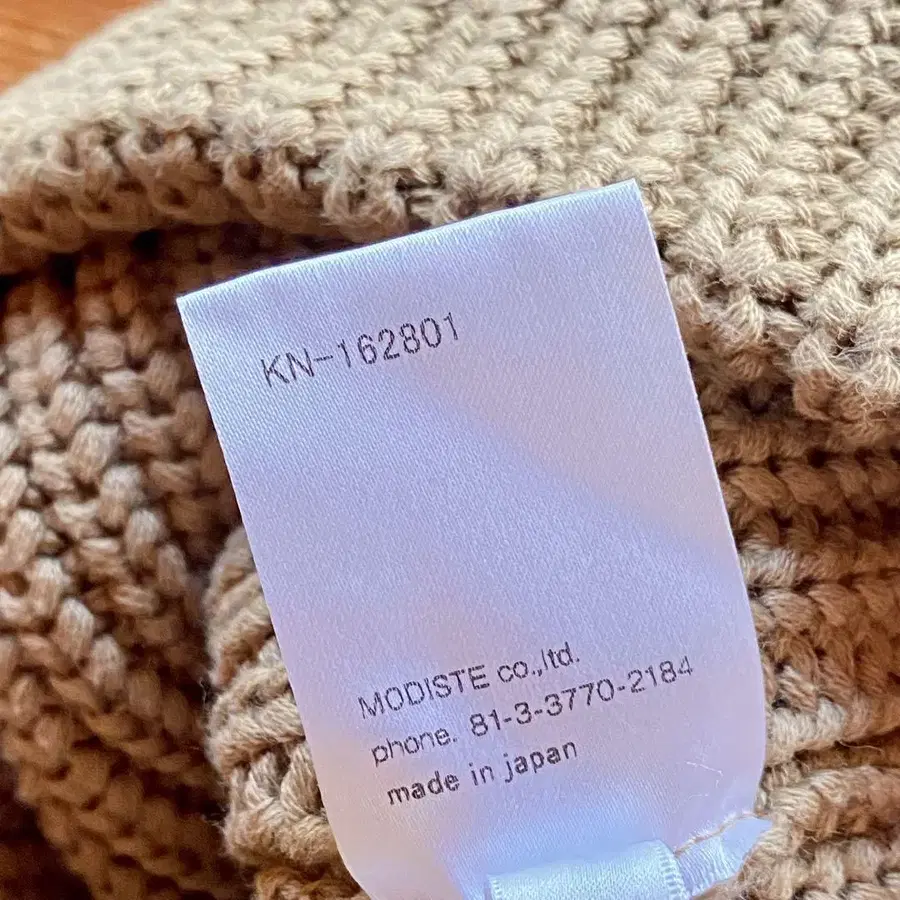 KN-162801
MODISTE co.,ltd.
phone. 81-3-3770-2184
made in japan